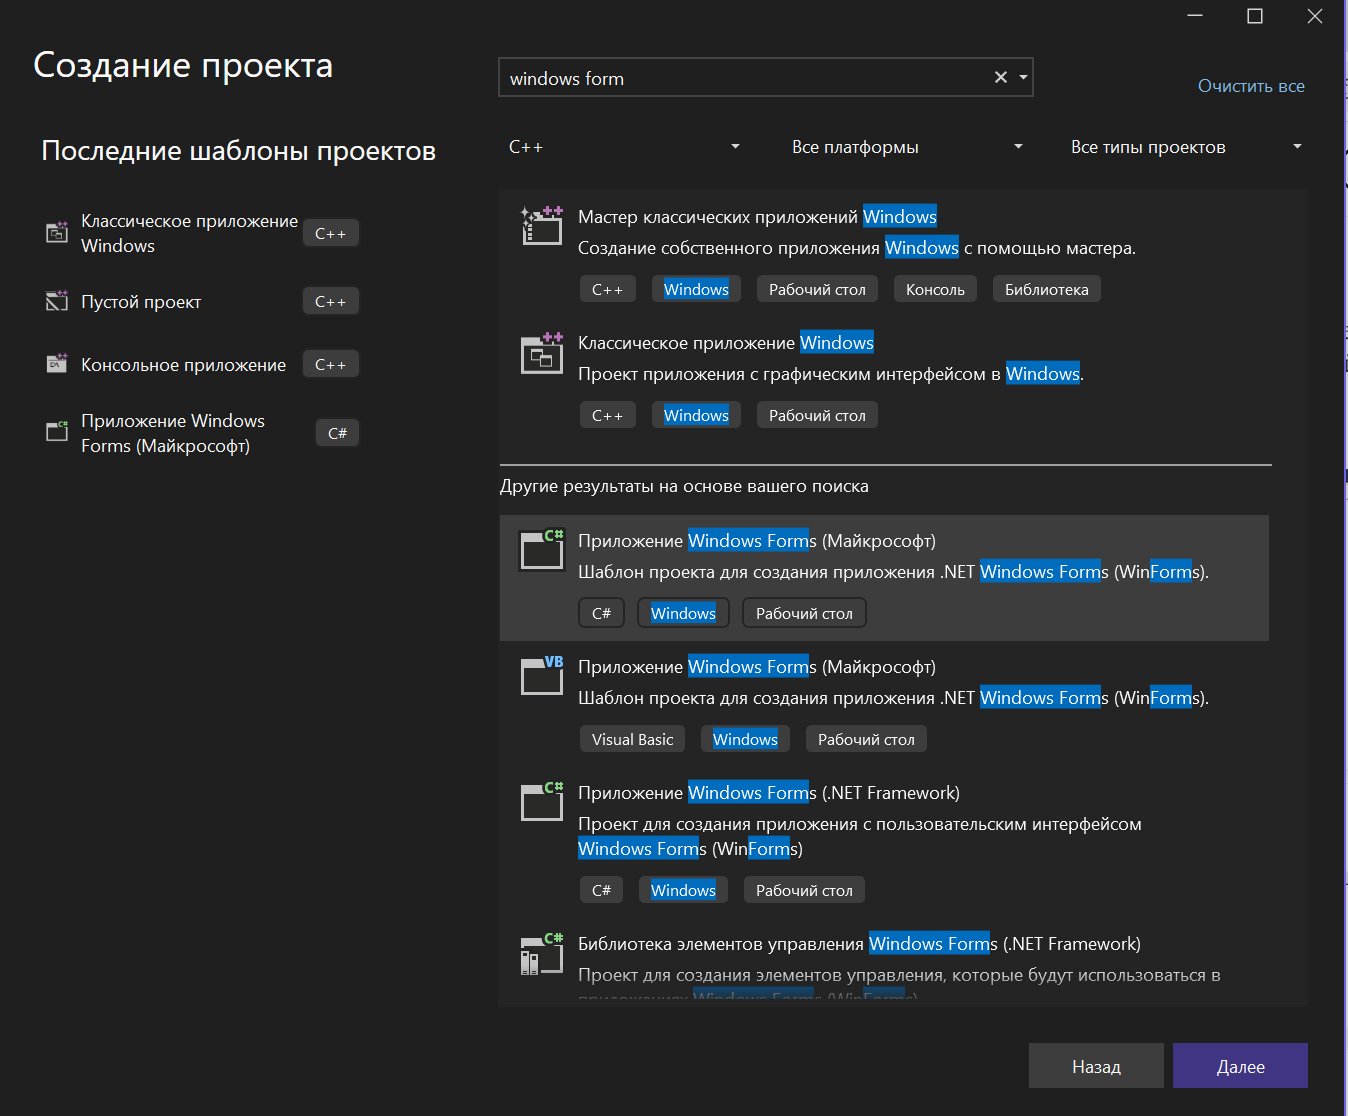 Создание проекта
windows form
Очистить все
Последние шаблоны проектов
C++
Все платформы
Все типы проектов
Классическое приложение
Windows
C++
Пустой проект
C++
Консольное приложение
C++
Приложение Windows
Forms (Майкрософт)
C#
Мастер классических приложений Windows
Создание собственного приложения Windows с помощью мастера.
C++ Windows Рабочий стол Консоль Библиотека
Классическое приложение Windows
Проект приложения с графическим интерфейсом в Windows.
C++ Windows Рабочий стол
Другие результаты на основе вашего поиска
C#
Приложение Windows Forms (Майкрософт)
Шаблон проекта для создания приложения .NET Windows Forms (WinForms).
C# Windows Рабочий стол
VB
Приложение Windows Forms (Майкрософт)
Шаблон проекта для создания приложения .NET Windows Forms (WinForms).
Visual Basic Windows Рабочий стол
C#
Приложение Windows Forms (.NET Framework)
Проект для создания приложения с пользовательским интерфейсом
Windows Forms (WinForms)
C# Windows Рабочий стол
C#
Библиотека элементов управления Windows Forms (.NET Framework)
Проект для создания элементов управления, которые будут использоваться в
приложениях Windows Forms (WinForms)
Назад
Далее